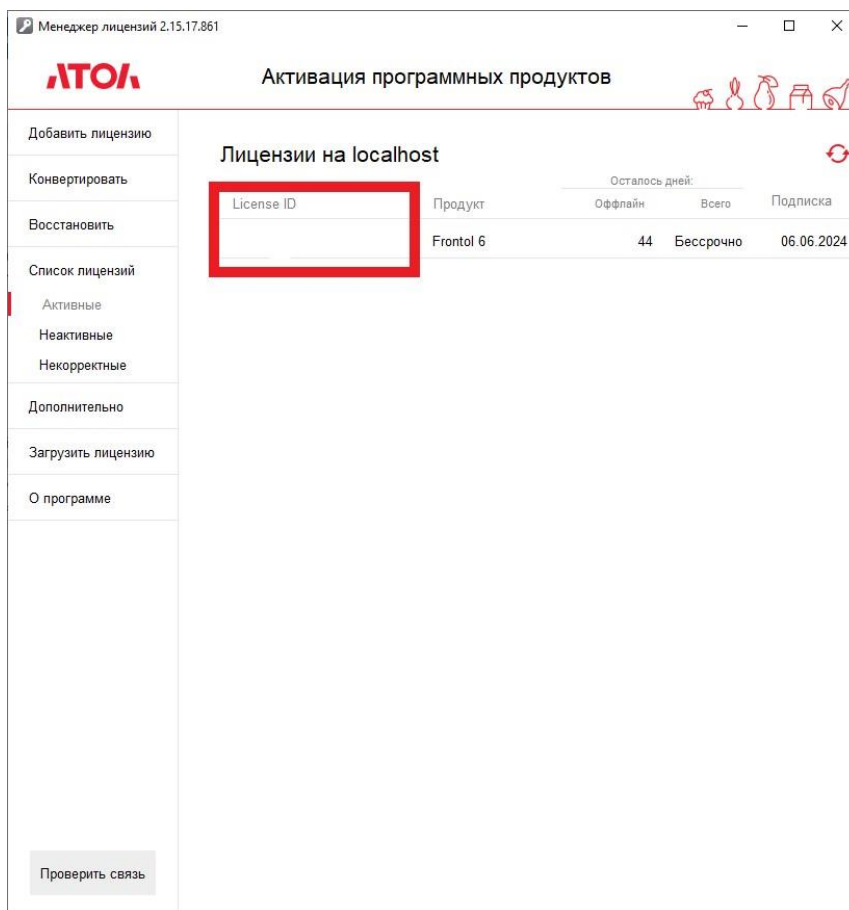 Менеджер лицензий 2.15.17.861
АТОЛ
Активация программных продуктов
Добавить лицензию
Конвертировать
Восстановить
Список лицензий
Активные
Неактивные
Некорректные
Дополнительно
Загрузить лицензию
О программе
Проверить связь
Лицензии на localhost
Осталось дней:
License ID Продукт Оффлайн Всего Подписка
Frontol 6 44 Бессрочно 06.06.2024